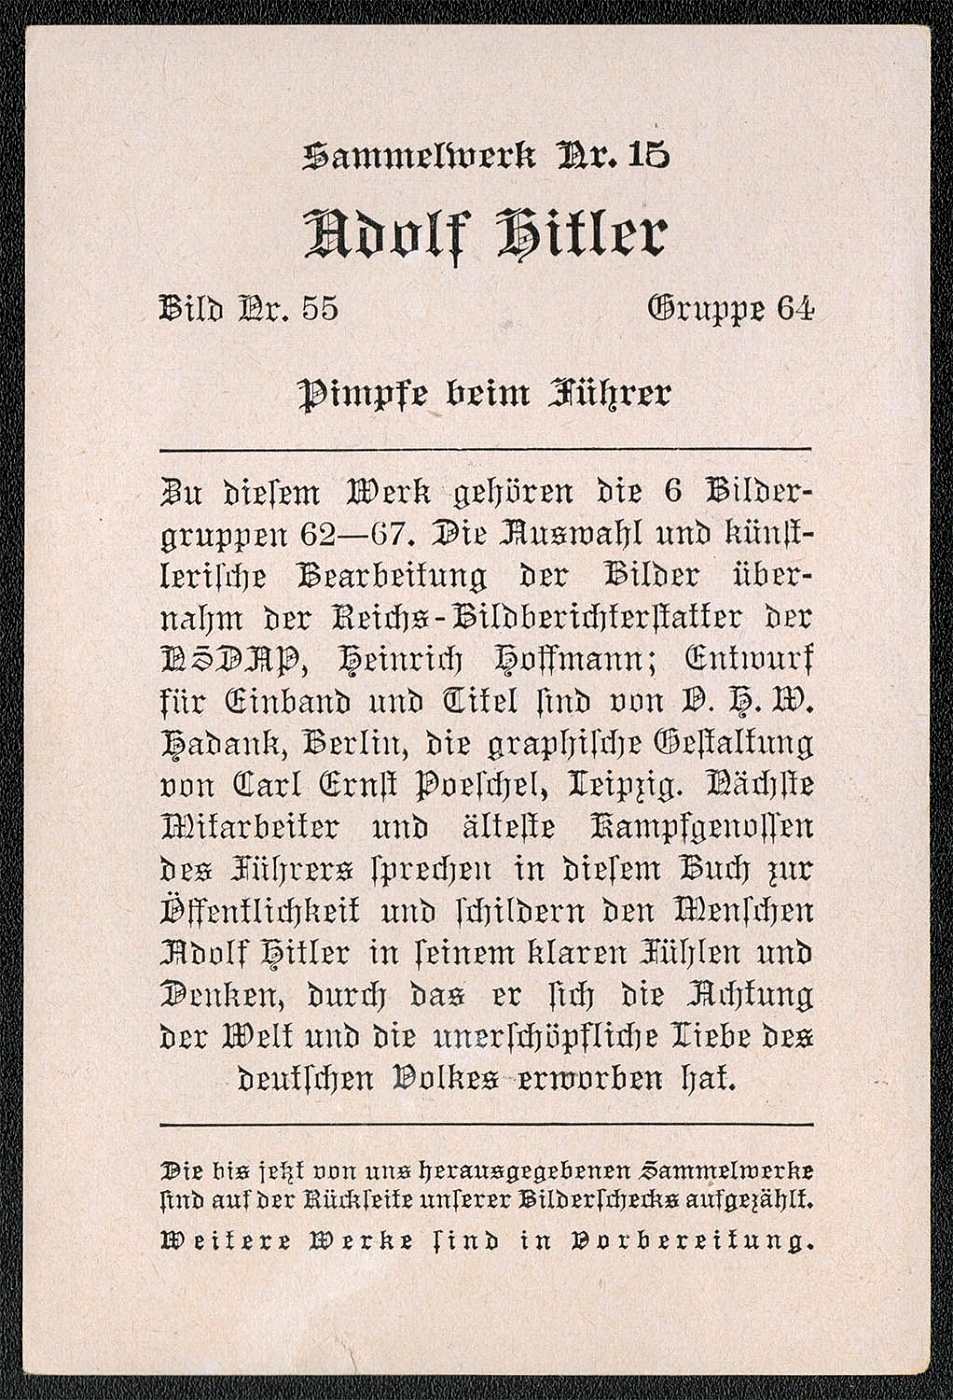 Sammelwerk Nr. 15
Adolf Hitler
Bild Nr. 55 Gruppe 64
Pimpfe beim Führer
Zu diesem Werk gehören die 6 Bilder-
gruppen 62—67. Die Auswahl und künst-
lerische Bearbeitung der Bilder über-
nahm der Reichs-Bildberichterstatter der
NSDAP, Heinrich Hoffmann; Entwurf
für Einband und Titel sind von O. H. W.
Hadank, Berlin, die graphische Gestaltung
von Carl Ernst Poeschel, Leipzig. Nächste
Mitarbeiter und älteste Kampfgenossen
des Führers sprechen in diesem Buch zur
Öffentlichkeit und schildern den Menschen
Adolf Hitler in seinem klaren Fühlen und
Denken, durch das er sich die Achtung
der Welt und die unerschöpfliche Liebe des
deutschen Volkes erworben hat.
Die bis jetzt von uns herausgegebenen Sammelwerke
sind auf der Rückseite unserer Bilderschecks aufgezählt.
Weitere Werke sind in Vorbereitung.